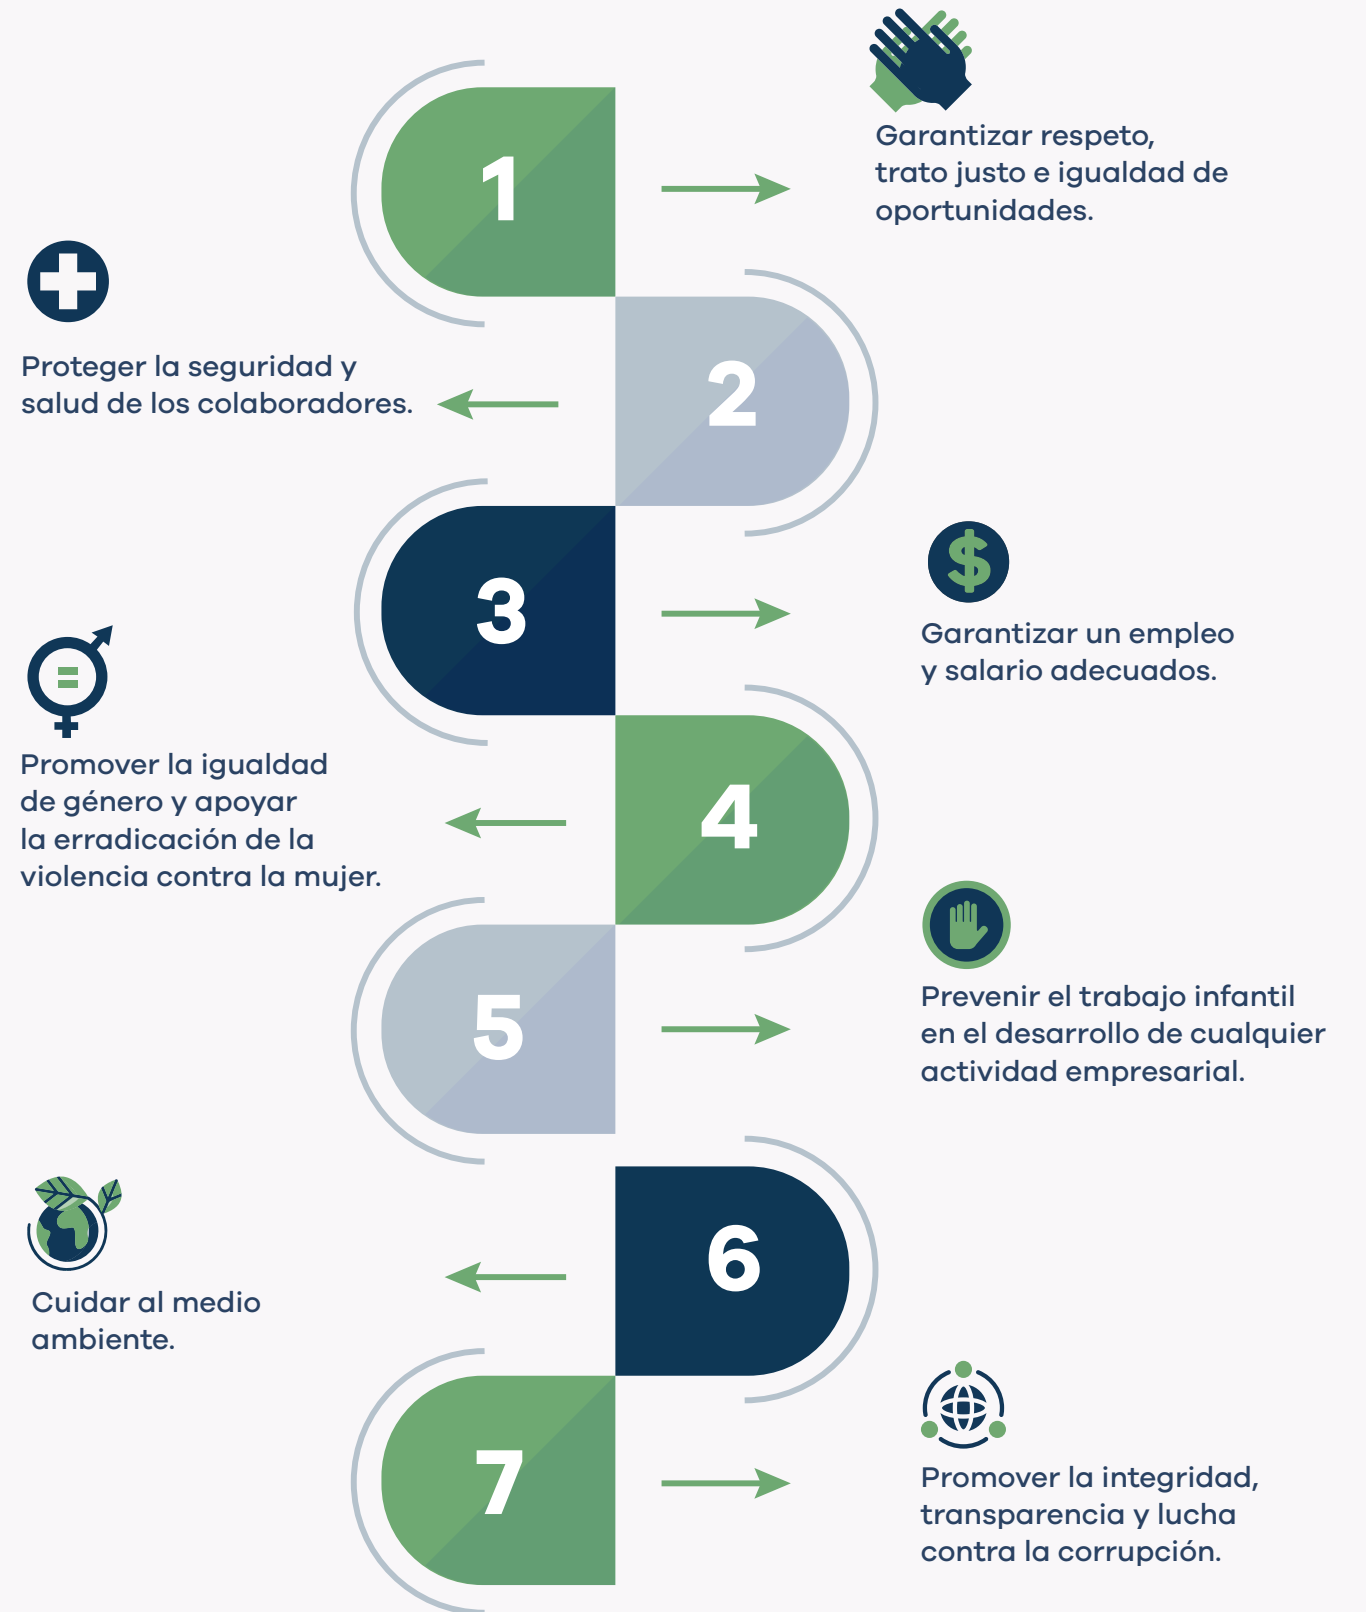 1
Garantizar respeto,
trato justo e igualdad de
oportunidades.
2
Proteger la seguridad y
salud de los colaboradores.
3
$
Garantizar un empleo
y salario adecuados.
4
=
Promover la igualdad
de género y apoyar
la erradicación de la
violencia contra la mujer.
5
Prevenir el trabajo infantil
en el desarrollo de cualquier
actividad empresarial.
6
Cuidar al medio
ambiente.
7
Promover la integridad,
transparencia y lucha
contra la corrupción.